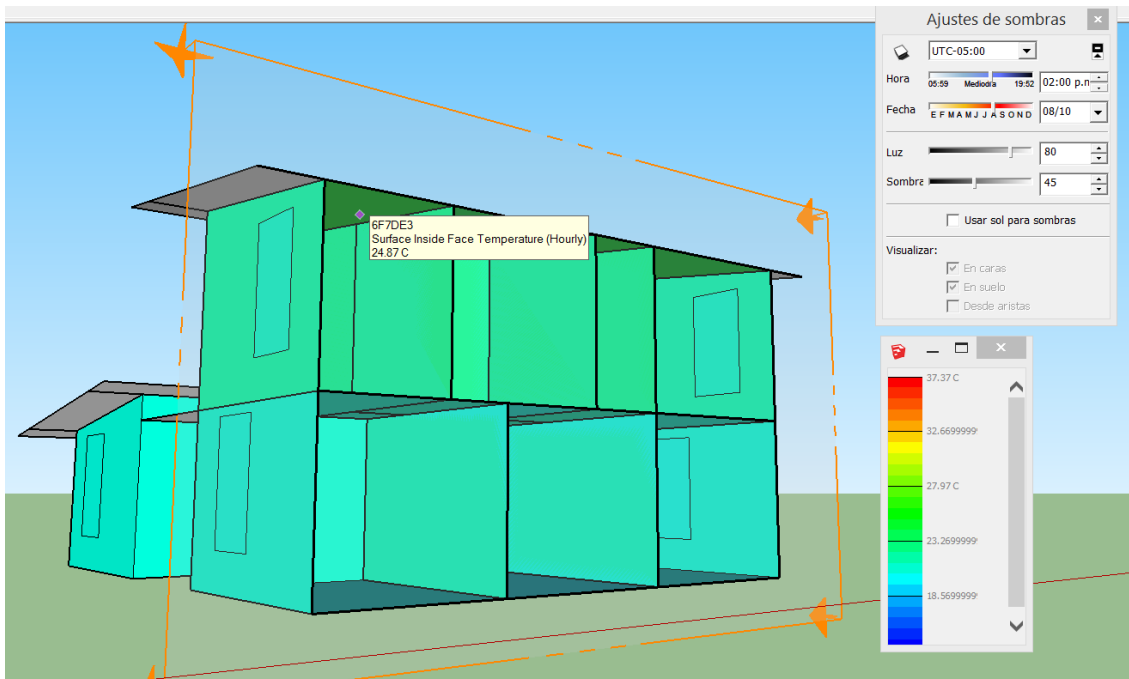 Ajustes de sombras
UTC-05:00
Hora
05:59 Mediodía 19:52
02:00 p.n
Fecha
E F M A M J J A S O N D
08/10
Luz
80
Sombra
45
Usar sol para sombras
Visualizar:
En caras
En suelo
Desde aristas
6F7DE3
Surface Inside Face Temperature (Hourly)
24.87 C
37.37 C
32.6699999
27.97 C
23.2699999
18.5699999